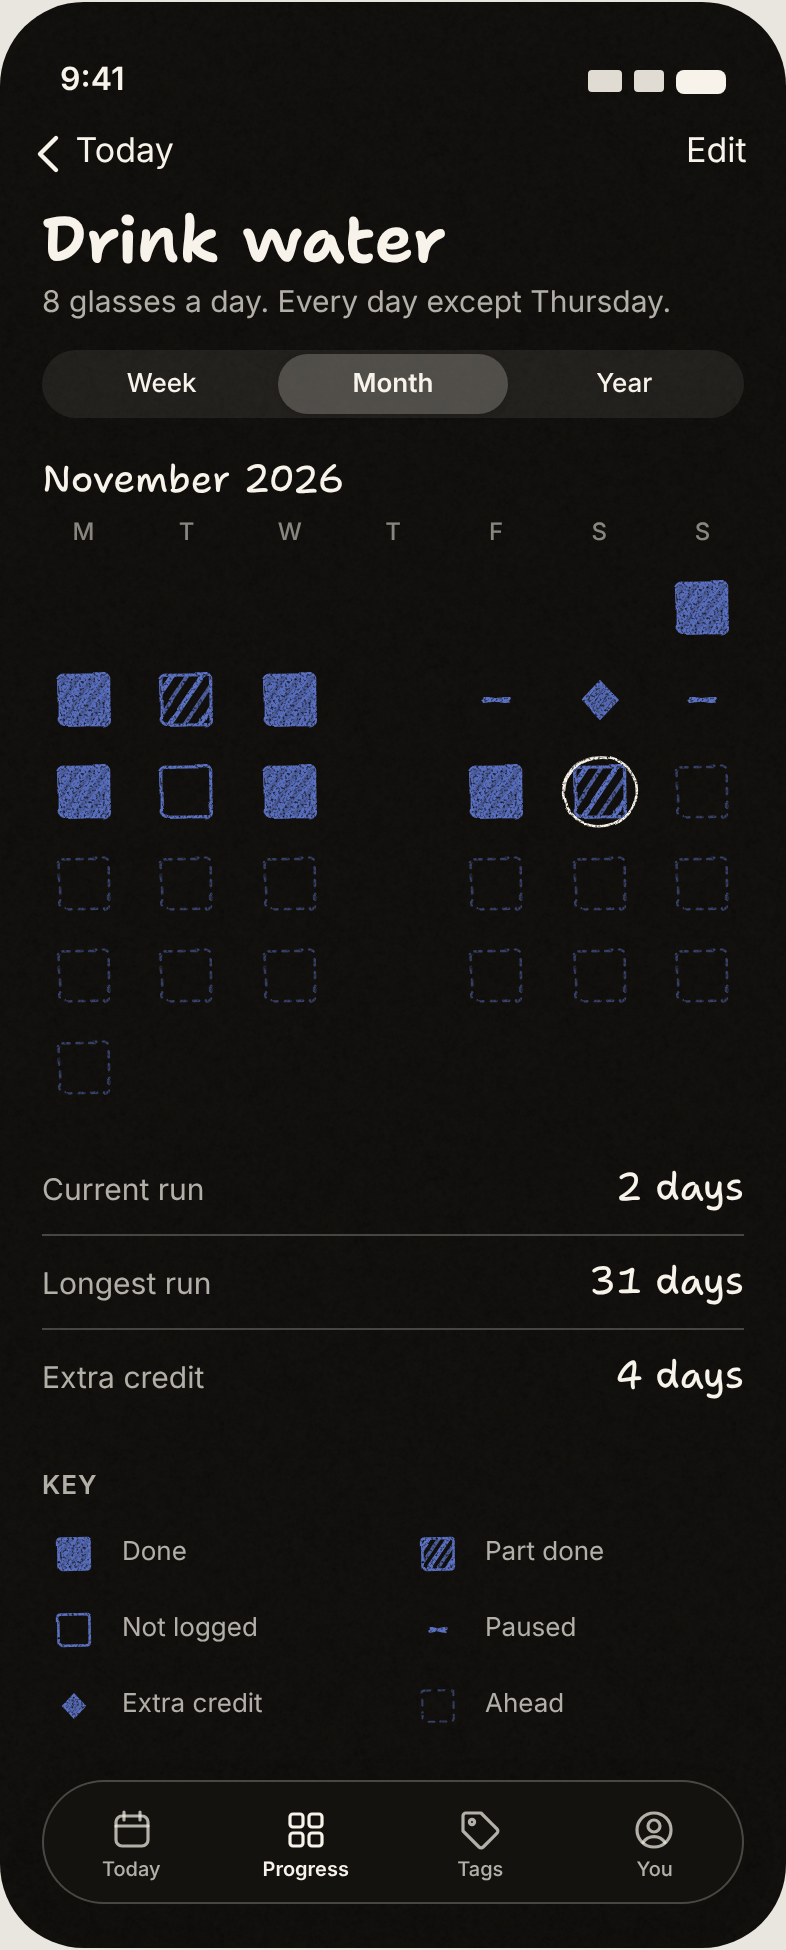 9:41
Today
Edit
Drink water
8 glasses a day. Every day except Thursday.
Week Month Year
November 2026
M T W T F S S
Current run 2 days
Longest run 31 days
Extra credit 4 days
KEY
Done Part done
Not logged Paused
Extra credit Ahead
Today Progress Tags You